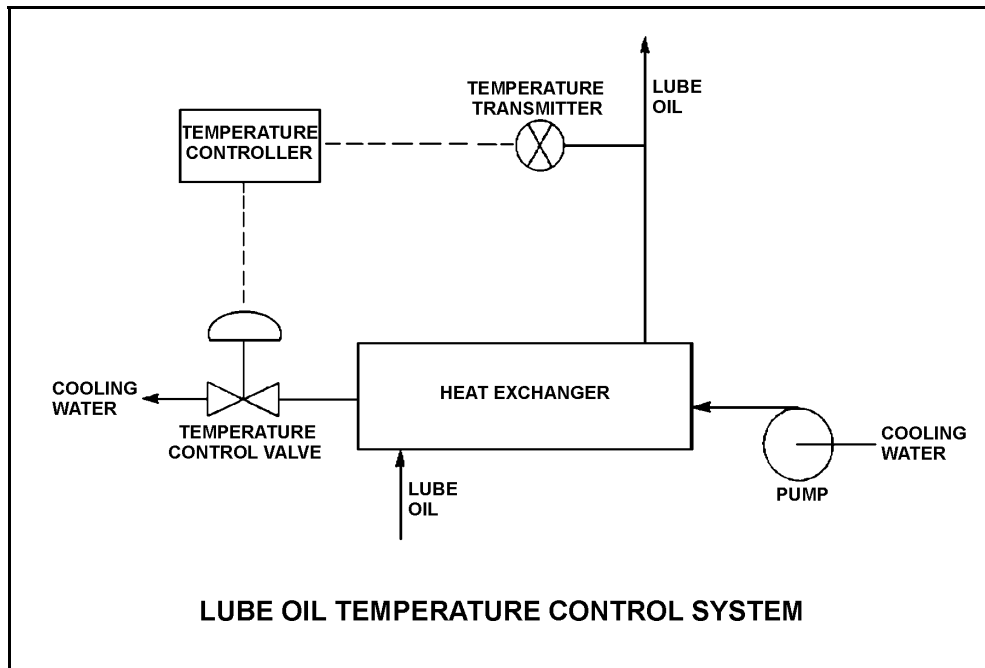 TEMPERATURE
TRANSMITTER
LUBE
OIL
TEMPERATURE
CONTROLLER
COOLING
WATER
TEMPERATURE
CONTROL VALVE
HEAT EXCHANGER
COOLING
WATER
PUMP
LUBE
OIL
LUBE OIL TEMPERATURE CONTROL SYSTEM